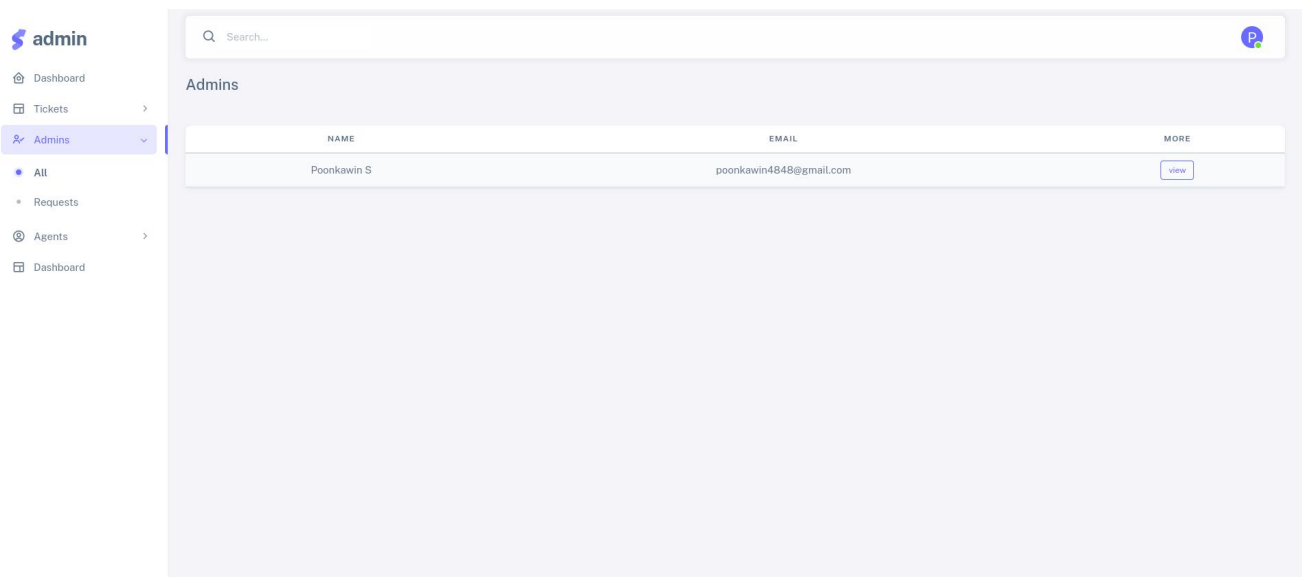 admin
Dashboard
Tickets
Admins
All
Requests
Agents
Dashboard
Search...
P
Admins
NAME EMAIL MORE
Poonkawin S poonkawin4848@gmail.com view